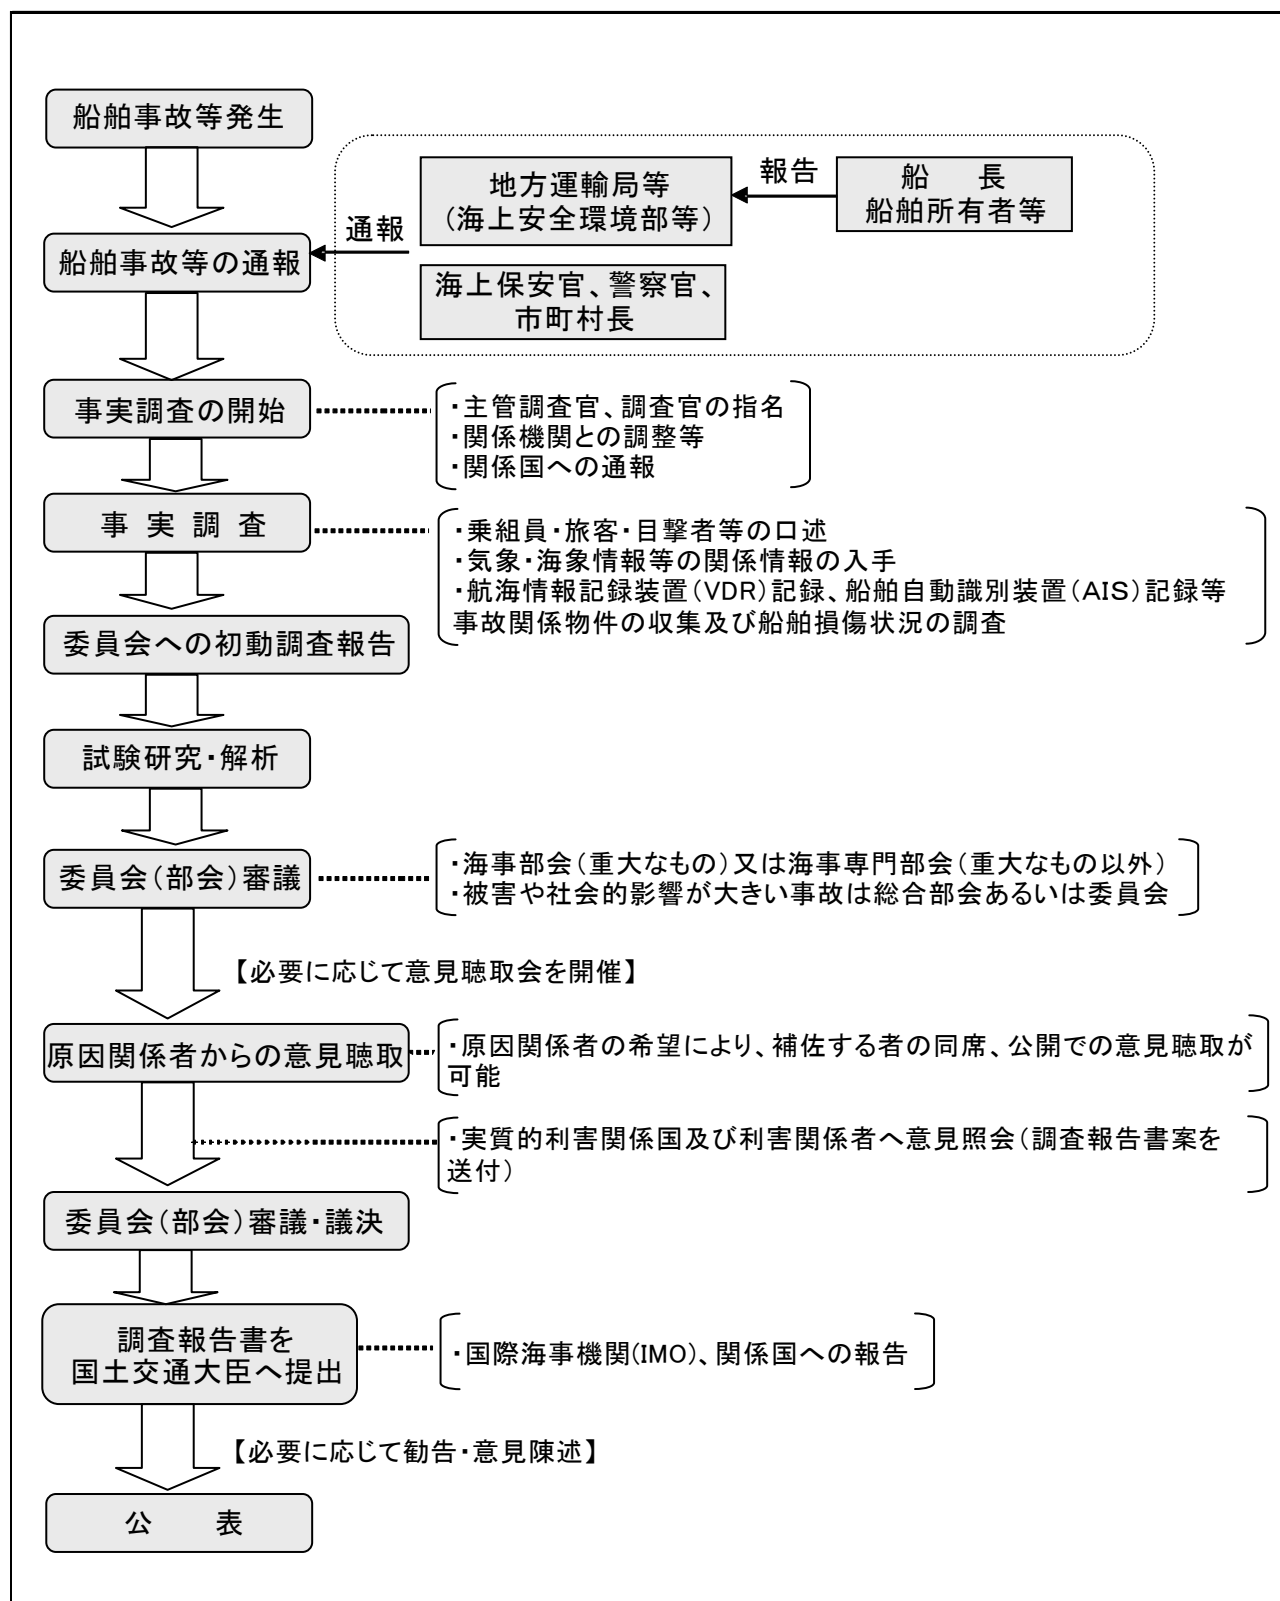 船舶事故等発生
地方運輸局等
（海上安全環境部等）
報告
船　長
船舶所有者等
通報
船舶事故等の通報
海上保安官、警察官、
市町村長
事実調査の開始
・主管調査官、調査官の指名
・関係機関との調整等
・関係国への通報
事 実 調 査
・乗組員・旅客・目撃者等の口述
・気象・海象情報等の関係情報の入手
・航海情報記録装置（VDR）記録、船舶自動識別装置（AIS）記録等
事故関係物件の収集及び船舶損傷状況の調査
委員会への初動調査報告
試験研究・解析
委員会（部会）審議
・海事部会（重大なもの）又は海事専門部会（重大なもの以外）
・被害や社会的影響が大きい事故は総合部会あるいは委員会
【必要に応じて意見聴取会を開催】
原因関係者からの意見聴取
・原因関係者の希望により、補佐する者の同席、公開での意見聴取が
可能
・実質的利害関係国及び利害関係者へ意見照会（調査報告書案を
送付）
委員会（部会）審議・議決
調査報告書を
国土交通大臣へ提出
・国際海事機関(IMO)、関係国への報告
【必要に応じて勧告・意見陳述】
公　　表